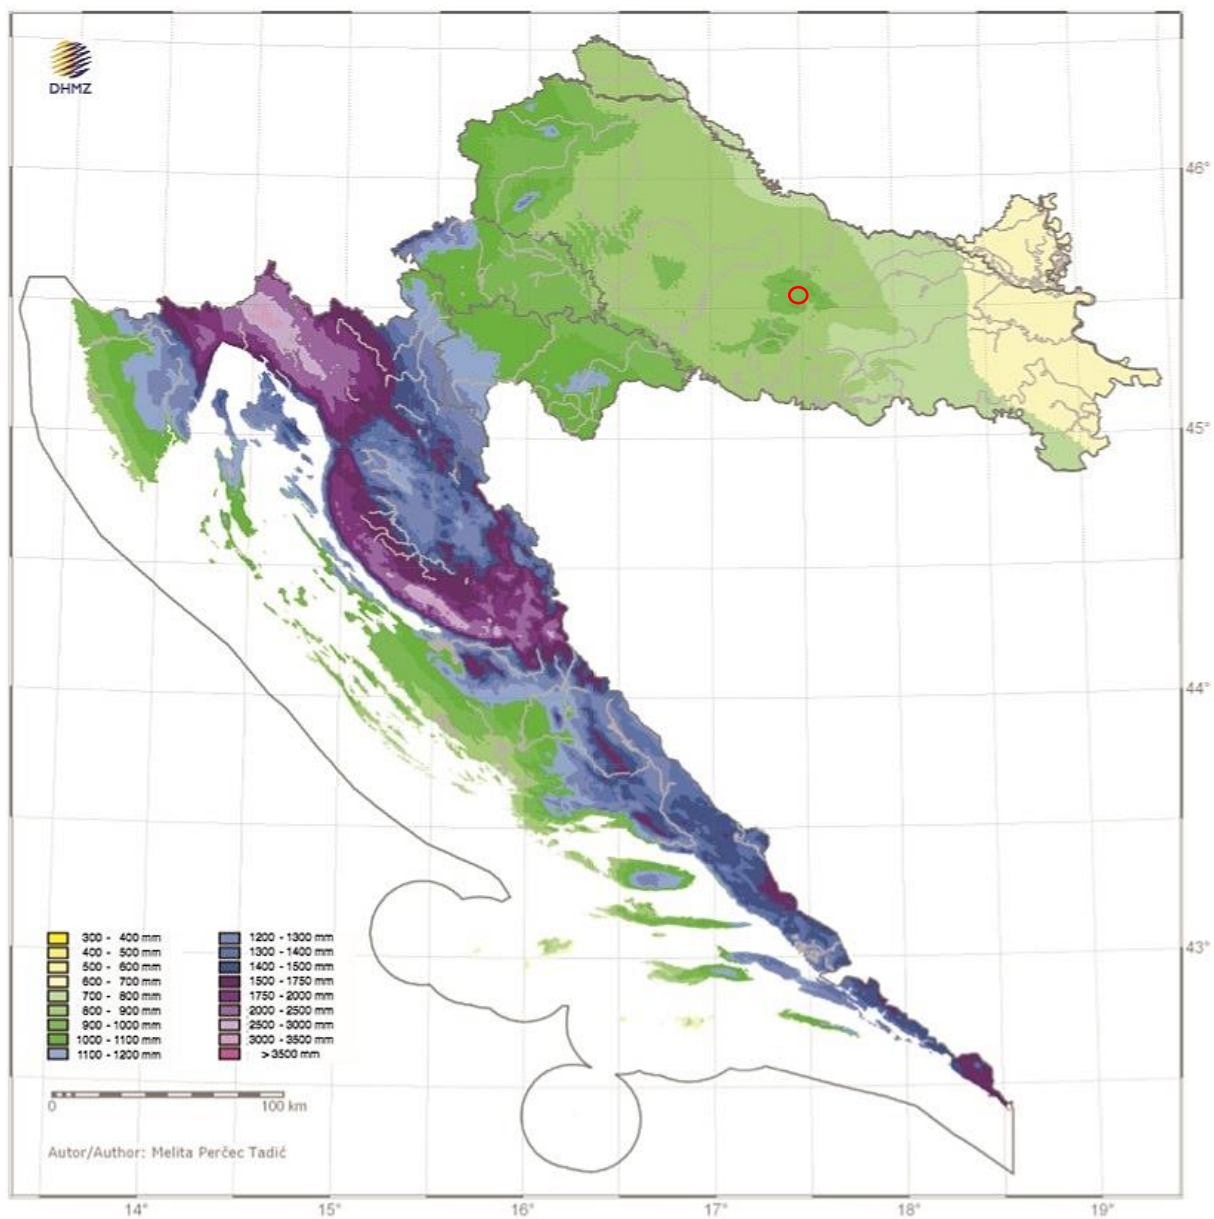 DHMZ
46°
45°
44°
43°
300 - 400 mm
400 - 500 mm
500 - 600 mm
600 - 700 mm
700 - 800 mm
800 - 900 mm
900 - 1000 mm
1000 - 1100 mm
1100 - 1200 mm
1200 - 1300 mm
1300 - 1400 mm
1400 - 1500 mm
1500 - 1750 mm
1750 - 2000 mm
2000 - 2500 mm
2500 - 3000 mm
3000 - 3500 mm
> 3500 mm
0 100 km
Autor/Author: Melita Perčec Tadić
14° 15° 16° 17° 18° 19°